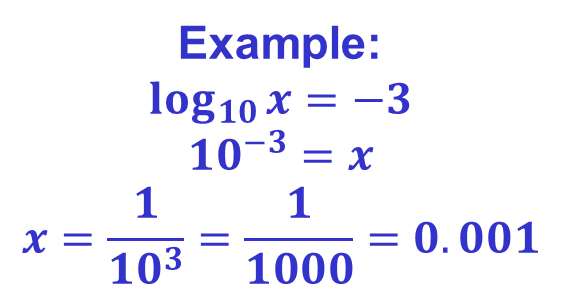 Example:
log₁₀ x = −3
10⁻³ = x
x = 1/10³ = 1/1000 = 0.001